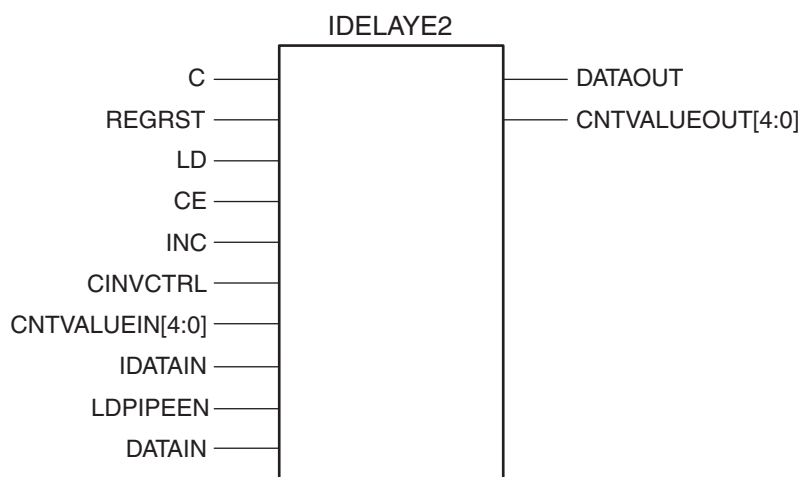 IDELAYE2
C
REGRST
LD
CE
INC
CINVCTRL
CNTVALUEIN[4:0]
IDATAIN
LDPIPEEN
DATAIN
DATAOUT
CNTVALUEOUT[4:0]